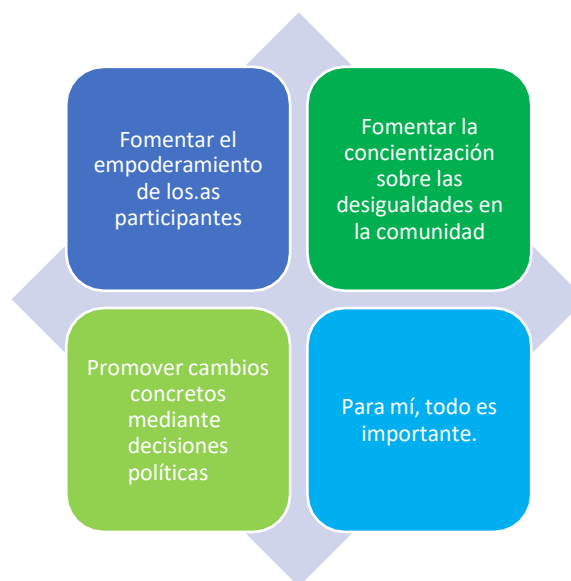 Fomentar el
empoderamiento
de los.as
participantes
Fomentar la
concientización
sobre las
desigualdades en
la comunidad
Promover cambios
concretos
mediante
decisiones
políticas
Para mí, todo es
importante.